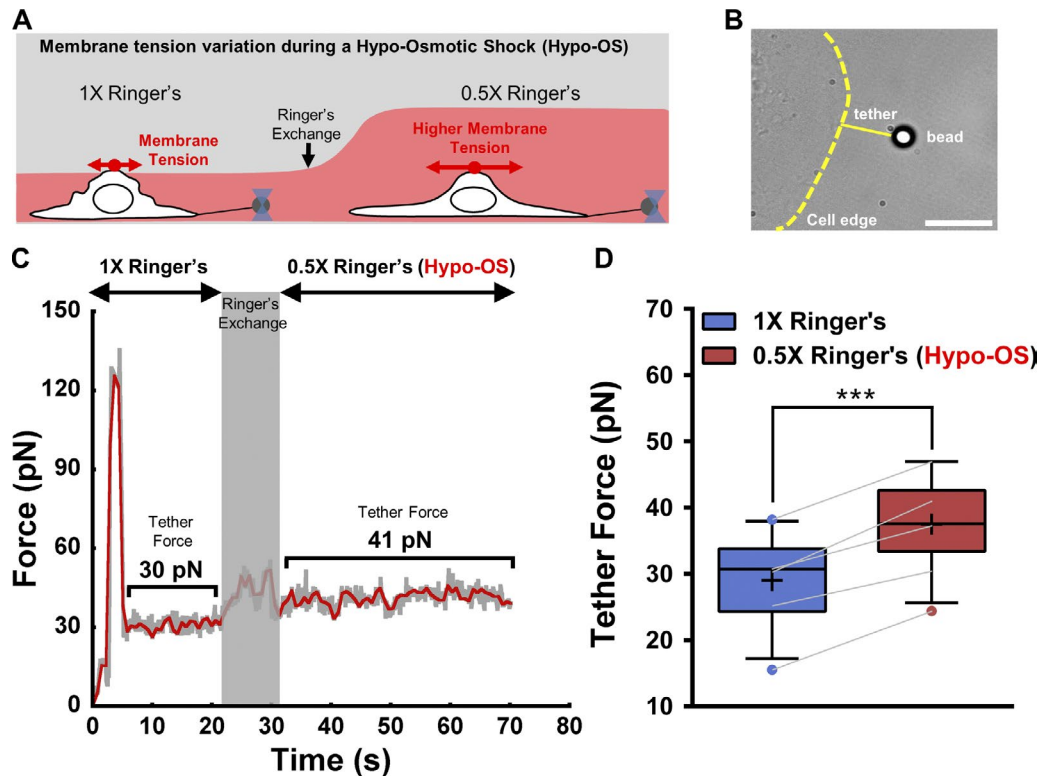 A
Membrane tension variation during a Hypo-Osmotic Shock (Hypo-OS)
1X Ringer's
Ringer's
Exchange
0.5X Ringer's
Membrane
Tension
Higher Membrane
Tension
B
tether
bead
Cell edge
C
1X Ringer's
0.5X Ringer's (Hypo-OS)
Ringer's
Exchange
150
120
90
60
30
0
Force
(pN)
Tether
Force
30 pN
Tether Force
41 pN
0 10 20 30 40 50 60 70 80
Time (s)
D
1X Ringer's
0.5X Ringer's (Hypo-OS)
***
70
60
50
40
30
20
10
Tether Force (pN)